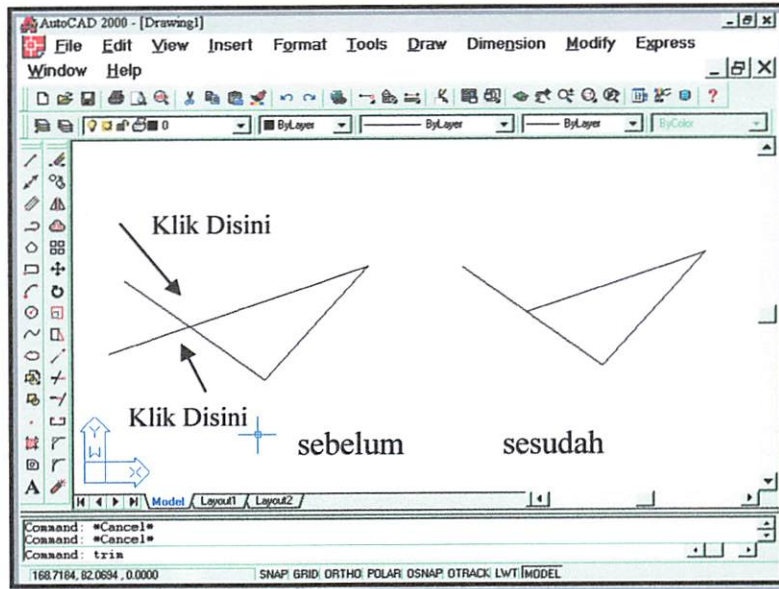 AutoCAD 2000 - [Drawing1]
File Edit View Insert Format Tools Draw Dimension Modify Express
Window Help
0 ByLayer ByLayer ByLayer ByColor
Klik Disini
Klik Disini
sebelum sesudah
Y
W
X
A
Model Layout1 Layout2
Command: *Cancel*
Command: *Cancel*
Command: trim
168.7184, 82.0694 , 0.0000 SNAP GRID ORTHO POLAR OSNAP OTRACK LWT MODEL